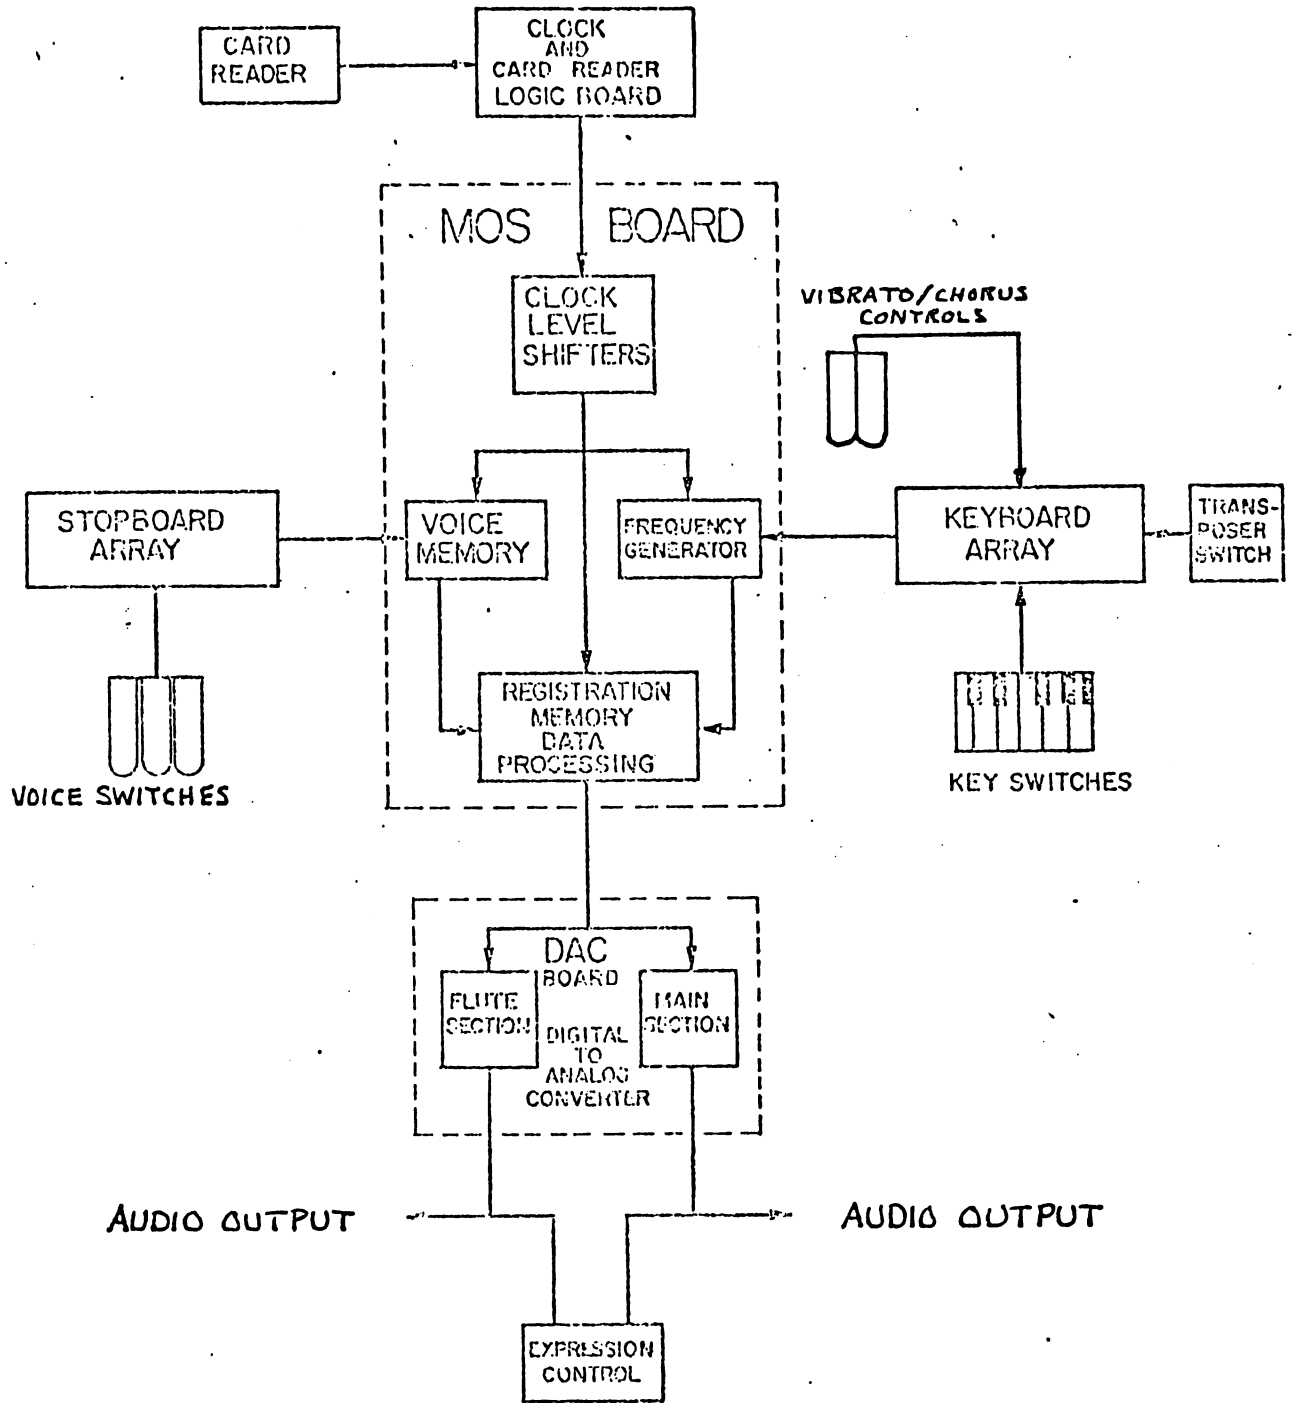 CARD
READER
CLOCK
AND
CARD READER
LOGIC BOARD
MOS BOARD
CLOCK
LEVEL
SHIFTERS
VIBRATO/CHORUS
CONTROLS
STOPBOARD
ARRAY
VOICE
MEMORY
FREQUENCY
GENERATOR
KEYBOARD
ARRAY
TRANS-
POSER
SWITCH
REGISTRATION
MEMORY
DATA
PROCESSING
VOICE SWITCHES
KEY SWITCHES
DAC
BOARD
FLUTE
SECTION
MAIN
SECTION
DIGITAL
TO
ANALOG
CONVERTER
AUDIO OUTPUT
AUDIO OUTPUT
EXPRESSION
CONTROL